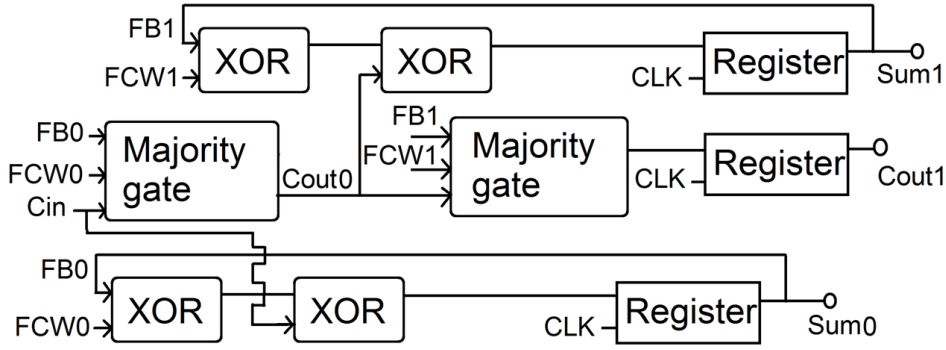 FB1
XOR
XOR
Register
FCW1
CLK
Sum1
FB0
Majority
gate
FB1
Majority
gate
Register
FCW0
FCW1
Cout0
CLK
Cout1
Cin
FB0
XOR
XOR
Register
FCW0
CLK
Sum0